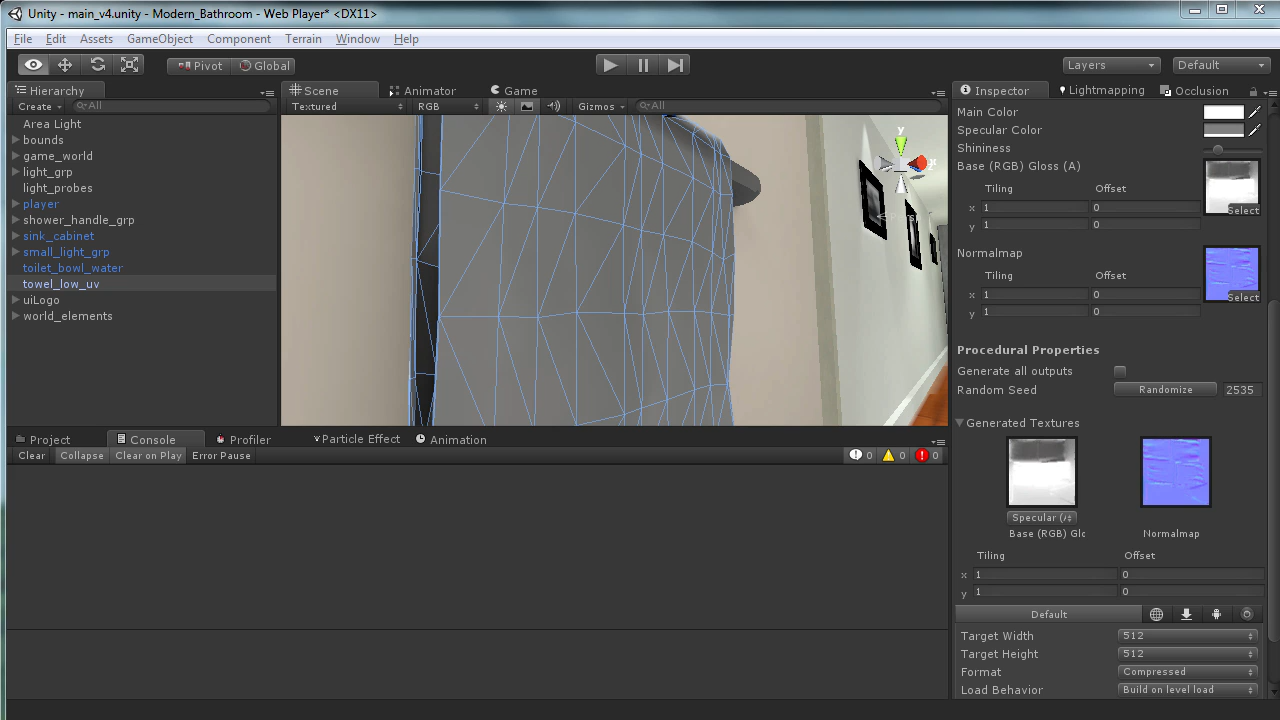 Unity - main_v4.unity - Modern_Bathroom - Web Player* <DX11>
File Edit Assets GameObject Component Terrain Window Help
Pivot Global Layers Default
Hierarchy
Create All
Area Light
bounds
game_world
light_grp
light_probes
player
shower_handle_grp
sink_cabinet
small_light_grp
toilet_bowl_water
towel_low_uv
uiLogo
world_elements
Scene Animator Game
Textured RGB Gizmos All
y
x
Inspector Lightmapping Occlusion
Main Color
Specular Color
Shininess
Base (RGB) Gloss (A)
Tiling Offset
x 1 0
y 1 0
Select
Normalmap
Tiling Offset
x 1 0
y 1 0
Select
Procedural Properties
Generate all outputs
Random Seed Randomize 2535
Generated Textures
Specular (A
Base (RGB) Glo Normalmap
Tiling Offset
x 1 0
y 1 0
Default
Target Width 512
Target Height 512
Format Compressed
Load Behavior Build on level load
Project Console Profiler Particle Effect Animation
Clear Collapse Clear on Play Error Pause 0 0 0